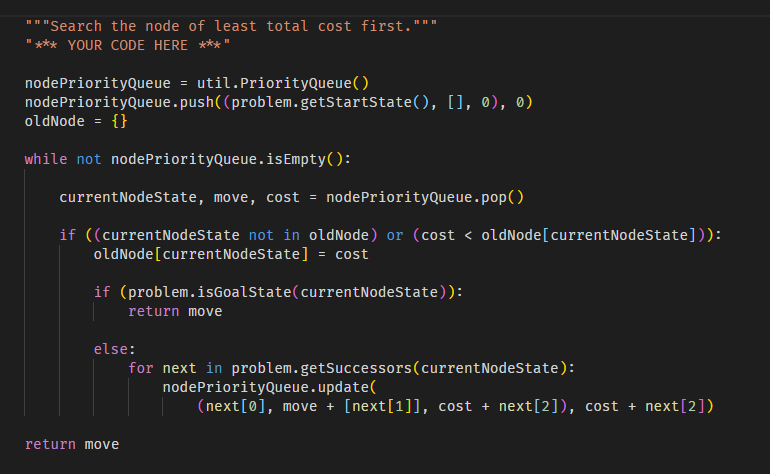 """Search the node of least total cost first."""
"*** YOUR CODE HERE ***"
nodePriorityQueue = util.PriorityQueue()
nodePriorityQueue.push((problem.getStartState(), [], 0), 0)
oldNode = {}
while not nodePriorityQueue.isEmpty():
currentNodeState, move, cost = nodePriorityQueue.pop()
if ((currentNodeState not in oldNode) or (cost < oldNode[currentNodeState])):
oldNode[currentNodeState] = cost
if (problem.isGoalState(currentNodeState)):
return move
else:
for next in problem.getSuccessors(currentNodeState):
nodePriorityQueue.update(
(next[0], move + [next[1]], cost + next[2]), cost + next[2])
return move